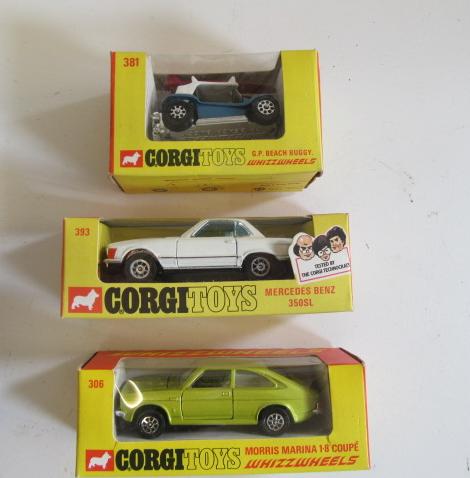 381
CORGI TOYS
G.P. BEACH BUGGY.
WHIZZWHEELS
393
TESTED BY
THE CORGI TECHNOCRATS
CORGI TOYS
MERCEDES BENZ
350SL
WHIZZWHEELS
306
CORGI TOYS
MORRIS MARINA 1·8 COUPÉ
WHIZZWHEELS